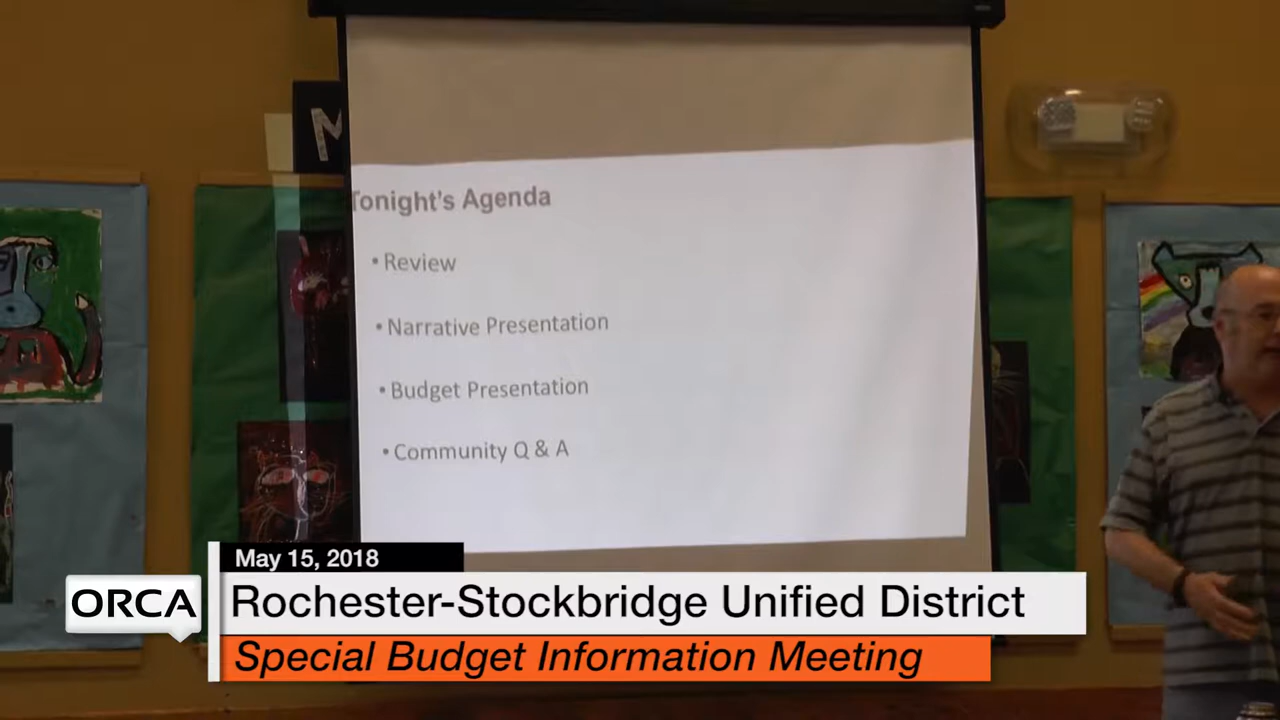 M
Tonight's Agenda
• Review
• Narrative Presentation
• Budget Presentation
• Community Q & A
May 15, 2018
ORCA
Rochester-Stockbridge Unified District
Special Budget Information Meeting